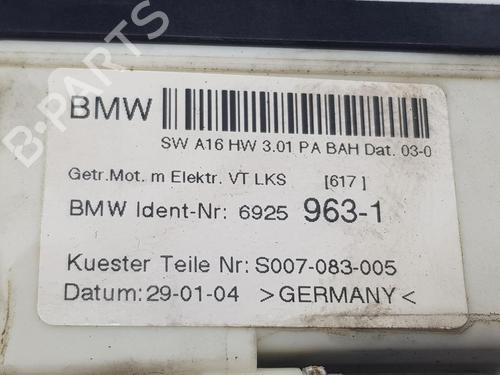 BMW
SW A16 HW 3.01 PA BAH Dat. 03-0
Getr.Mot. m Elektr. VT LKS [617]
BMW Ident-Nr: 6925 963-1
Kuester Teile Nr: S007-083-005
Datum: 29-01-04 >GERMANY<
B-PARTS